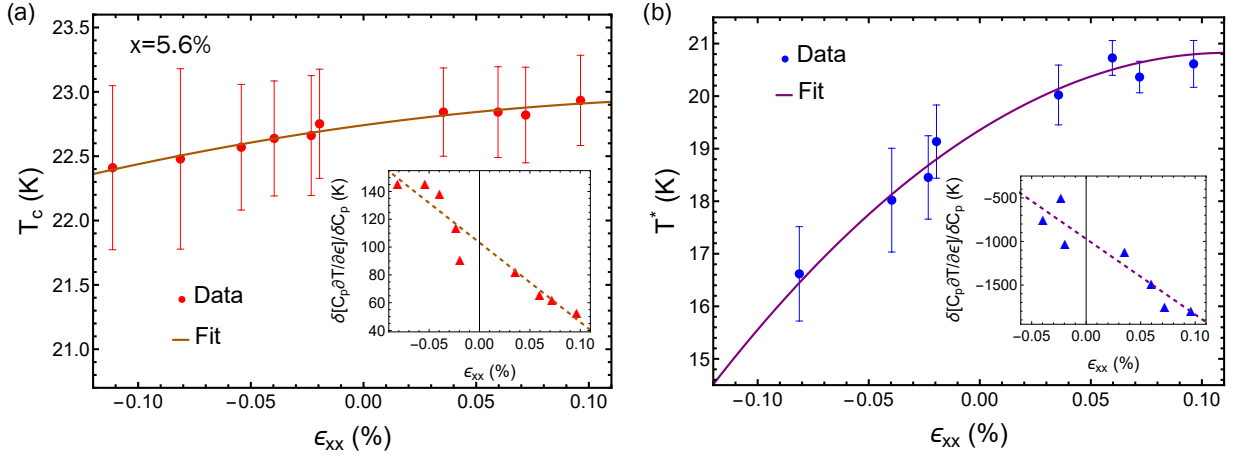 (a)
x=5.6%
23.5
23.0
22.5
22.0
21.5
21.0
T_c (K)
Data
Fit
−0.10
−0.05
0.00
0.05
0.10
ϵ_xx (%)
140
120
100
80
60
40
δ[C_p∂T/∂ϵ]/δC_p (K)
−0.05
0.00
0.05
0.10
ϵ_xx (%)
(b)
21
20
19
18
17
16
15
T^* (K)
Data
Fit
−0.10
−0.05
0.00
0.05
0.10
ϵ_xx (%)
−500
−1000
−1500
δ[C_p∂T/∂ϵ]/δC_p (K)
−0.05
0.00
0.05
0.10
ϵ_xx (%)